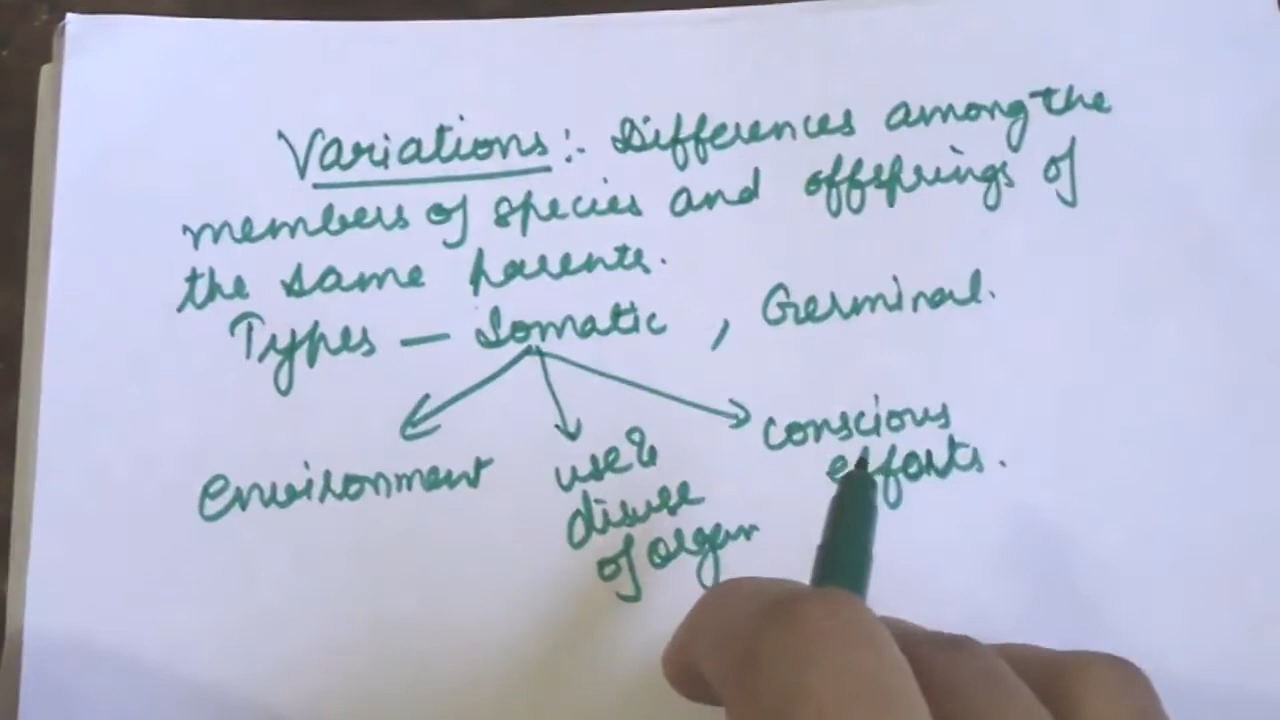 Variations:- Differences among the
members of species and offsprings of
the same parents.
Types — Somatic , Germinal.
environment
use &
disuse
of organ
conscious
efforts.